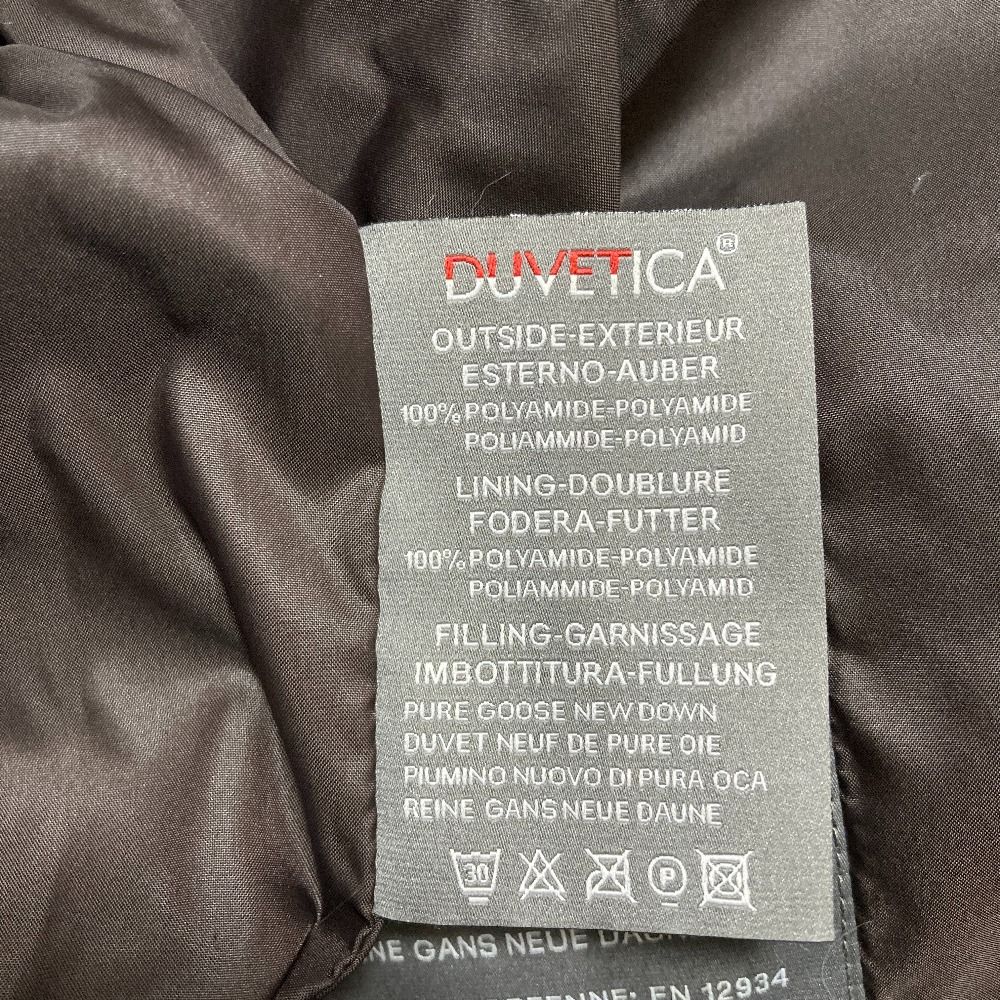 DUVETICA®
OUTSIDE-EXTERIEUR
ESTERNO-AUBER
100% POLYAMIDE-POLYAMIDE
POLIAMMIDE-POLYAMID
LINING-DOUBLURE
FODERA-FUTTER
100% POLYAMIDE-POLYAMIDE
POLIAMMIDE-POLYAMID
FILLING-GARNISSAGE
IMBOTTITURA-FULLUNG
PURE GOOSE NEW DOWN
DUVET NEUF DE PURE OIE
PIUMINO NUOVO DI PURA OCA
REINE GANS NEUE DAUNE
30 P
GANS NEUE
EN 12934